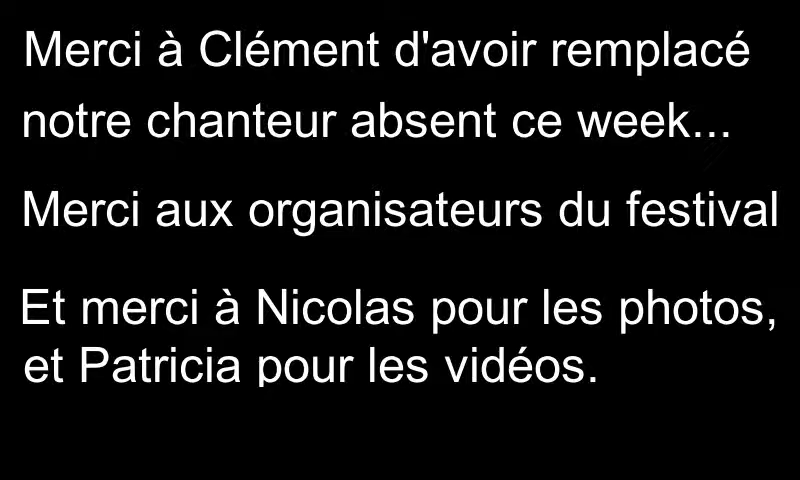 Merci à Clément d'avoir remplacé
notre chanteur absent ce week...
Merci aux organisateurs du festival
Et merci à Nicolas pour les photos,
et Patricia pour les vidéos.